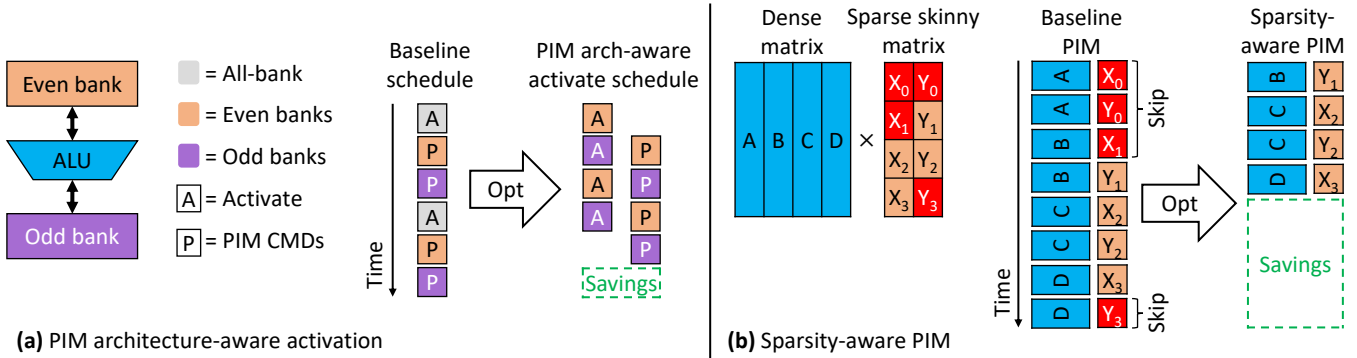 Even bank
ALU
Odd bank
= All-bank
= Even banks
= Odd banks
A = Activate
P = PIM CMDs
Baseline
schedule
Time
A
P
P
A
P
P
Opt
PIM arch-aware
activate schedule
A
A P
A P
A P
P
Savings
(a) PIM architecture-aware activation
Dense
matrix
A B C D
×
Sparse skinny
matrix
X0 Y0
X1 Y1
X2 Y2
X3 Y3
Baseline
PIM
Time
A X0
A Y0
B X1
B Y1
C X2
C Y2
D X3
D Y3
Skip
Skip
Opt
Sparsity-
aware PIM
B Y1
C X2
C Y2
D X3
Savings
(b) Sparsity-aware PIM